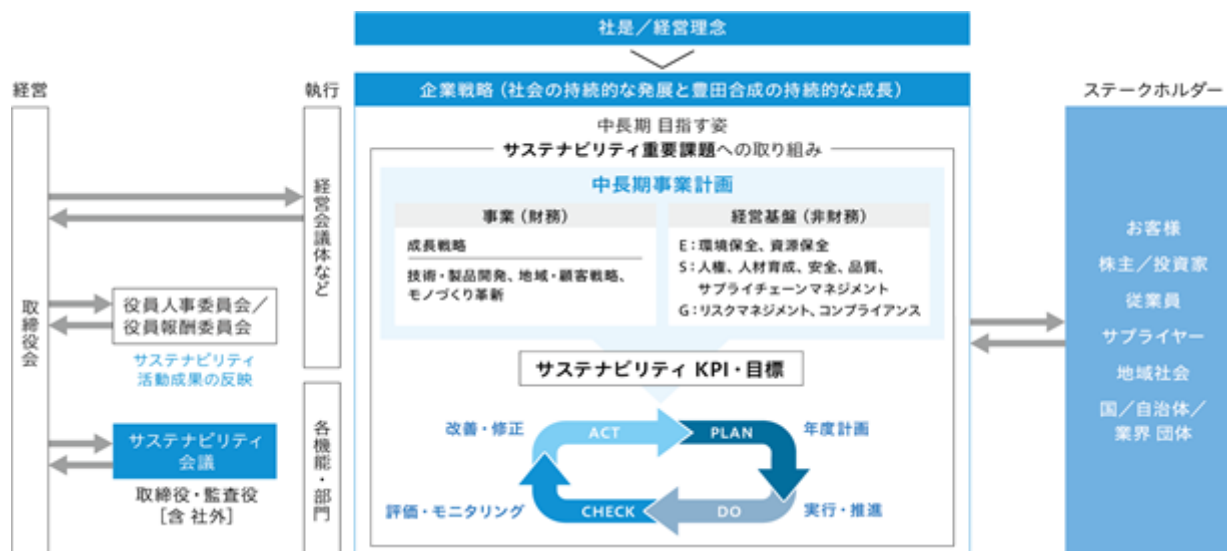 社是／経営理念
経営
執行
企業戦略（社会の持続的な発展と豊田合成の持続的な成長）
ステークホルダー
取締役会
経営会議体など
各機能・部門
役員人事委員会／
役員報酬委員会
サステナビリティ
活動成果の反映
サステナビリティ
会議
取締役・監査役
［含 社外］
中長期 目指す姿
サステナビリティ重要課題への取り組み
中長期事業計画
事業（財務）
成長戦略
技術・製品開発、地域・顧客戦略、
モノづくり革新
経営基盤（非財務）
E：環境保全、資源保全
S：人権、人材育成、安全、品質、
サプライチェーンマネジメント
G：リスクマネジメント、コンプライアンス
サステナビリティ KPI・目標
改善・修正
ACT
PLAN
年度計画
評価・モニタリング
CHECK
DO
実行・推進
お客様
株主／投資家
従業員
サプライヤー
地域社会
国／自治体／
業界 団体